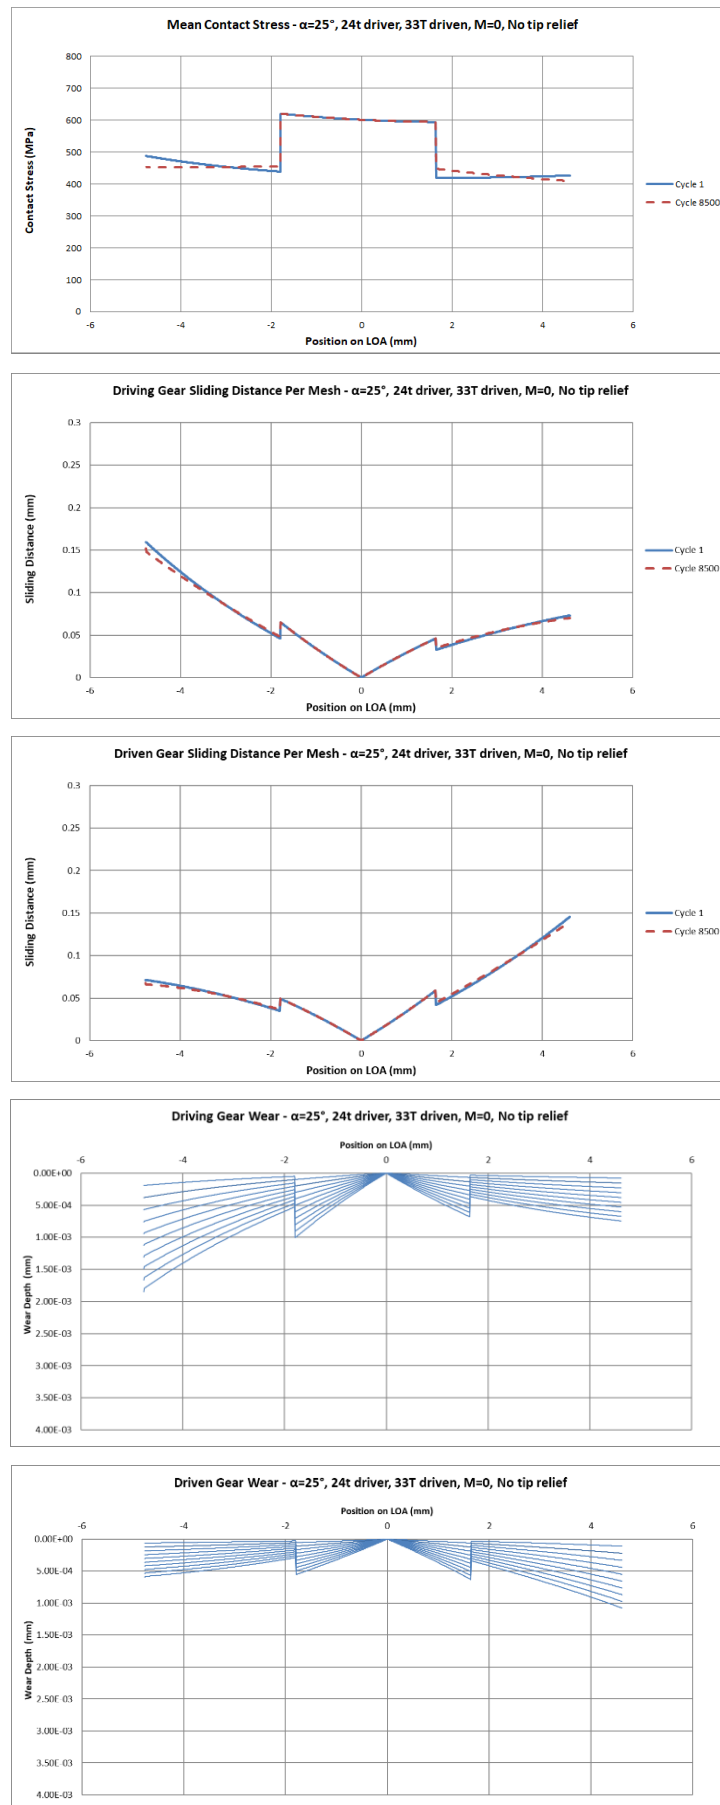 Mean Contact Stress - α=25°, 24t driver, 33T driven, M=0, No tip relief
800
700
600
500
400
300
200
100
0
Contact Stress (MPa)
-6 -4 -2 0 2 4 6
Position on LOA (mm)
Cycle 1
Cycle 8500
Driving Gear Sliding Distance Per Mesh - α=25°, 24t driver, 33T driven, M=0, No tip relief
0.3
0.25
0.2
0.15
0.1
0.05
0
Sliding Distance (mm)
-6 -4 -2 0 2 4 6
Position on LOA (mm)
Cycle 1
Cycle 8500
Driven Gear Sliding Distance Per Mesh - α=25°, 24t driver, 33T driven, M=0, No tip relief
0.3
0.25
0.2
0.15
0.1
0.05
0
Sliding Distance (mm)
-6 -4 -2 0 2 4 6
Position on LOA (mm)
Cycle 1
Cycle 8500
Driving Gear Wear - α=25°, 24t driver, 33T driven, M=0, No tip relief
Position on LOA (mm)
-6 -4 -2 0 2 4 6
0.00E+00
5.00E-04
1.00E-03
1.50E-03
2.00E-03
2.50E-03
3.00E-03
3.50E-03
4.00E-03
Wear Depth (mm)
Driven Gear Wear - α=25°, 24t driver, 33T driven, M=0, No tip relief
Position on LOA (mm)
-6 -4 -2 0 2 4 6
0.00E+00
5.00E-04
1.00E-03
1.50E-03
2.00E-03
2.50E-03
3.00E-03
3.50E-03
4.00E-03
Wear Depth (mm)